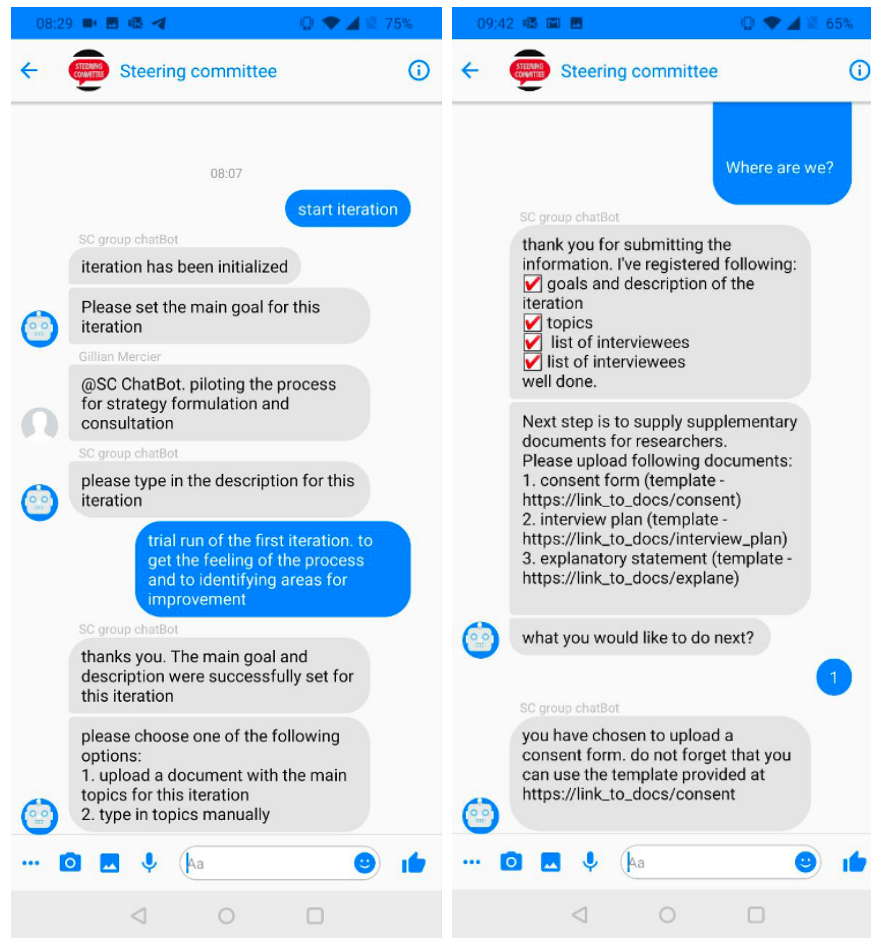 08:29
75%
STEERING
COMMITTEE
Steering committee
08:07
start iteration
SC group chatBot
iteration has been initialized
Please set the main goal for this
iteration
Gillian Mercier
@SC ChatBot. piloting the process
for strategy formulation and
consultation
SC group chatBot
please type in the description for this
iteration
trial run of the first iteration. to
get the feeling of the process
and to identifying areas for
improvement
SC group chatBot
thanks you. The main goal and
description were successfully set for
this iteration
please choose one of the following
options:
1. upload a document with the main
topics for this iteration
2. type in topics manually
Aa
09:42
65%
STEERING
COMMITTEE
Steering committee
Where are we?
SC group chatBot
thank you for submitting the
information. I've registered following:
goals and description of the
iteration
topics
list of interviewees
list of interviewees
well done.
Next step is to supply supplementary
documents for researchers.
Please upload following documents:
1. consent form (template -
https://link_to_docs/consent)
2. interview plan (template -
https://link_to_docs/interview_plan)
3. explanatory statement (template -
https://link_to_docs/explane)
what you would like to do next?
1
SC group chatBot
you have chosen to upload a
consent form. do not forget that you
can use the template provided at
https://link_to_docs/consent
Aa